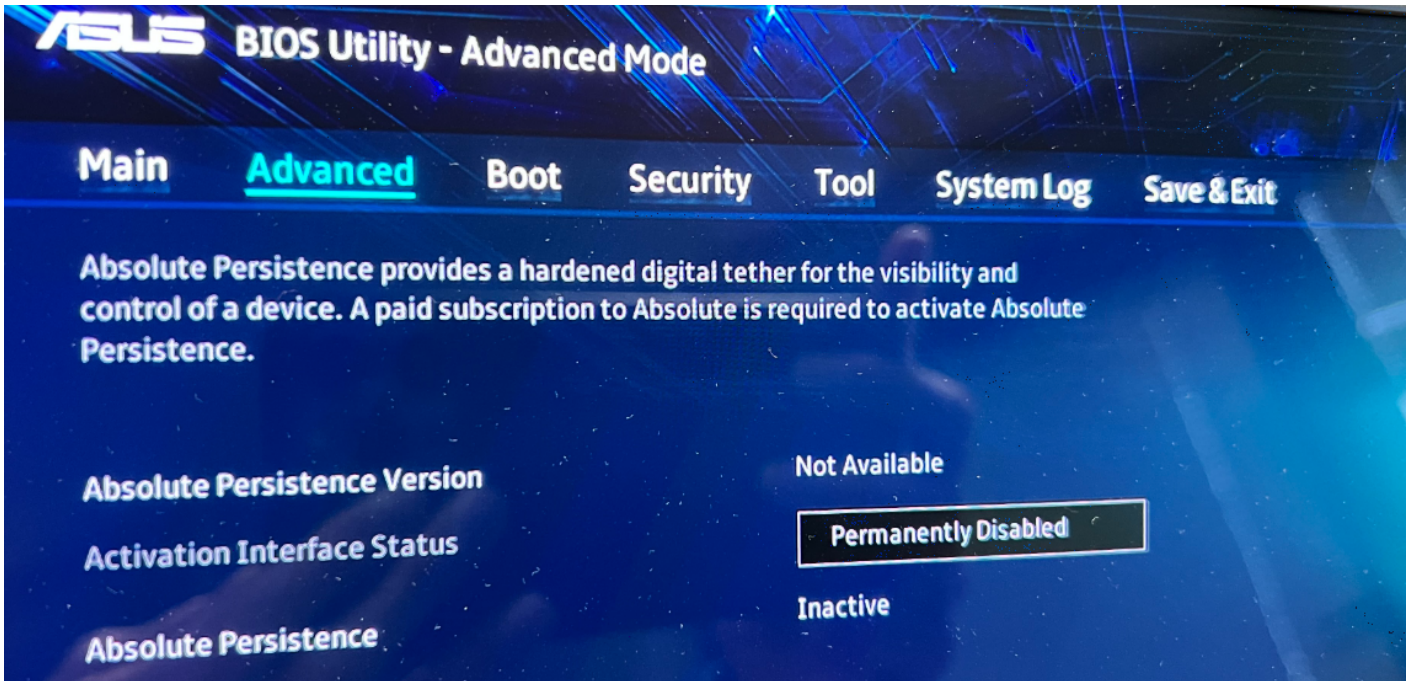 ASUS BIOS Utility - Advanced Mode
Main Advanced Boot Security Tool System Log Save & Exit
Absolute Persistence provides a hardened digital tether for the visibility and
control of a device. A paid subscription to Absolute is required to activate Absolute
Persistence.
Absolute Persistence Version Not Available
Activation Interface Status Permanently Disabled
Absolute Persistence Inactive